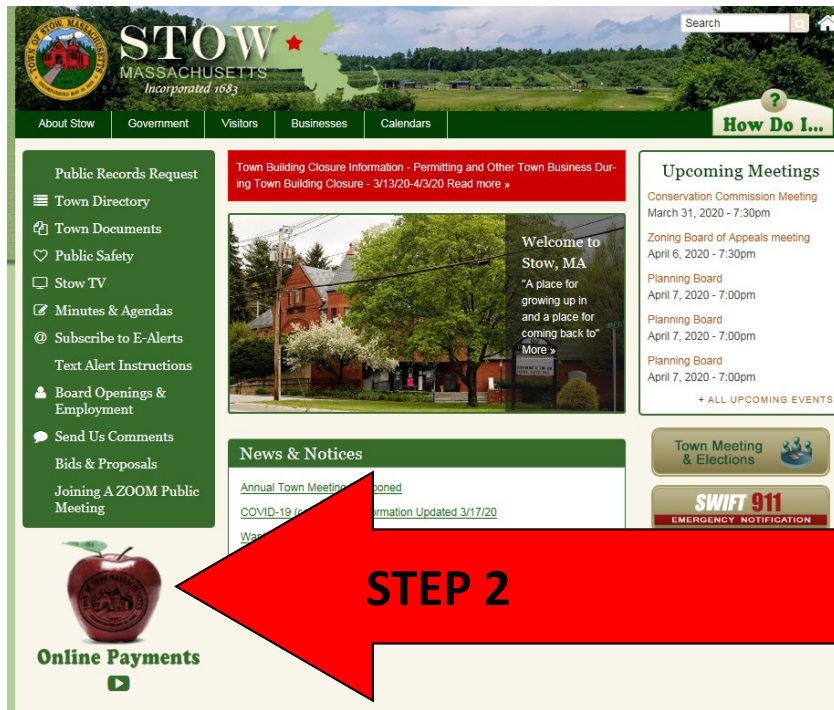 TOWN OF STOW, MASSACHUSETTS
STOW
MASSACHUSETTS
Incorporated 1683
Search
?
How Do I...
About Stow Government Visitors Businesses Calendars
Public Records Request
Town Directory
Town Documents
Public Safety
Stow TV
Minutes & Agendas
@ Subscribe to E-Alerts
Text Alert Instructions
Board Openings &
Employment
Send Us Comments
Bids & Proposals
Joining A ZOOM Public
Meeting
Online Payments
Town Building Closure Information - Permitting and Other Town Business Dur-
ing Town Building Closure - 3/13/20-4/3/20 Read more »
Welcome to
Stow, MA
"A place for
growing up in
and a place for
coming back to"
More »
News & Notices
Annual Town Meeting poned
COVID-19 ormation Updated 3/17/20
STEP 2
Upcoming Meetings
Conservation Commission Meeting
March 31, 2020 - 7:30pm
Zoning Board of Appeals meeting
April 6, 2020 - 7:30pm
Planning Board
April 7, 2020 - 7:00pm
Planning Board
April 7, 2020 - 7:00pm
Planning Board
April 7, 2020 - 7:00pm
+ ALL UPCOMING EVENTS
Town Meeting
& Elections
SWIFT 911
EMERGENCY NOTIFICATION